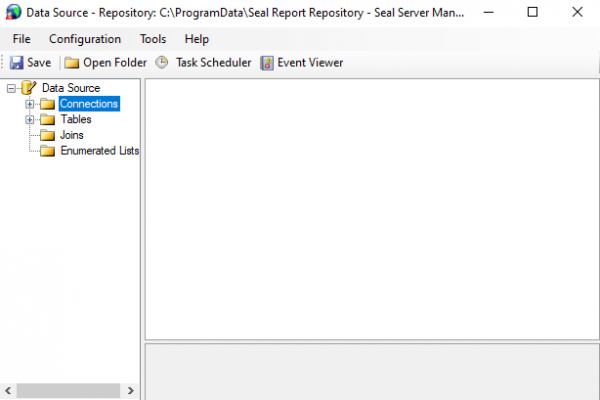 Data Source - Repository: C:\ProgramData\Seal Report Repository - Seal Server Man...
File Configuration Tools Help
Save Open Folder Task Scheduler Event Viewer
Data Source
Connections
Tables
Joins
Enumerated Lists